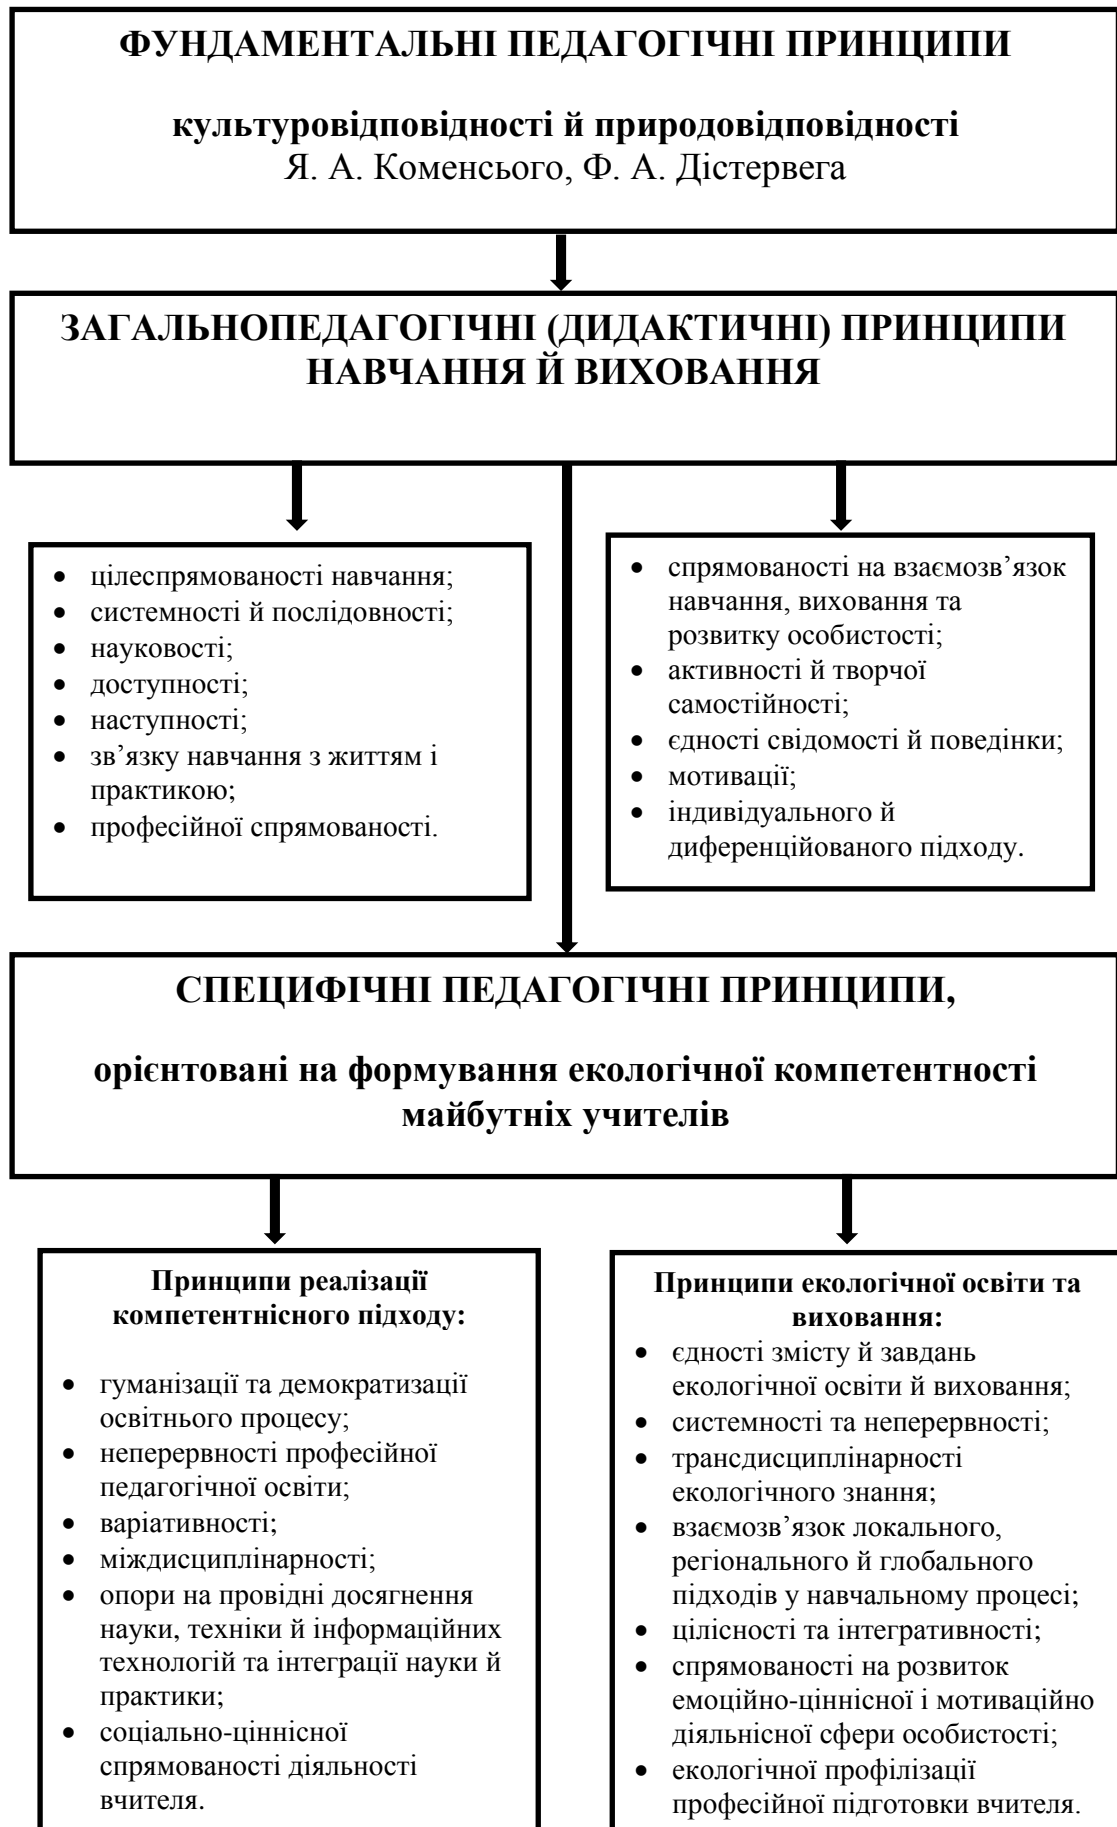 ФУНДАМЕНТАЛЬНІ ПЕДАГОГІЧНІ ПРИНЦИПИ
культуровідповідності й природовідповідності
Я. А. Коменсього, Ф. А. Дістервега
ЗАГАЛЬНОПЕДАГОГІЧНІ (ДИДАКТИЧНІ) ПРИНЦИПИ
НАВЧАННЯ Й ВИХОВАННЯ
• цілеспрямованості навчання;
• системності й послідовності;
• науковості;
• доступності;
• наступності;
• зв’язку навчання з життям і
практикою;
• професійної спрямованості.
• спрямованості на взаємозв’язок
навчання, виховання та
розвитку особистості;
• активності й творчої
самостійності;
• єдності свідомості й поведінки;
• мотивації;
• індивідуального й
диференційованого підходу.
СПЕЦИФІЧНІ ПЕДАГОГІЧНІ ПРИНЦИПИ,
орієнтовані на формування екологічної компетентності
майбутніх учителів
Принципи реалізації
компетентнісного підходу:
• гуманізації та демократизації
освітнього процесу;
• неперервності професійної
педагогічної освіти;
• варіативності;
• міждисциплінарності;
• опори на провідні досягнення
науки, техніки й інформаційних
технологій та інтеграції науки й
практики;
• соціально-ціннісної
спрямованості діяльності
вчителя.
Принципи екологічної освіти та
виховання:
• єдності змісту й завдань
екологічної освіти й виховання;
• системності та неперервності;
• трансдисциплінарності
екологічного знання;
• взаємозв’язок локального,
регіонального й глобального
підходів у навчальному процесі;
• цілісності та інтегративності;
• спрямованості на розвиток
емоційно-ціннісної і мотиваційно
діяльнісної сфери особистості;
• екологічної профілізації
професійної підготовки вчителя.